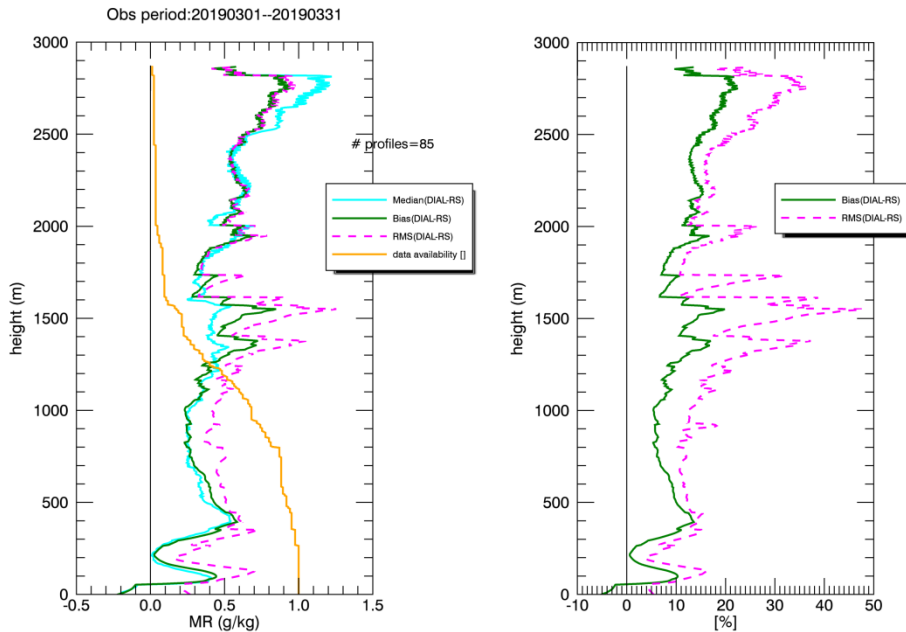 Obs period:20190301--20190331
3000
2500
2000
1500
1000
500
0
height (m)
# profiles=85
Median(DIAL-RS)
Bias(DIAL-RS)
RMS(DIAL-RS)
data availability []
-0.5
0.0
0.5
1.0
1.5
MR (g/kg)
3000
2500
2000
1500
1000
500
0
height (m)
Bias(DIAL-RS)
RMS(DIAL-RS)
-10
0
10
20
30
40
50
[%]